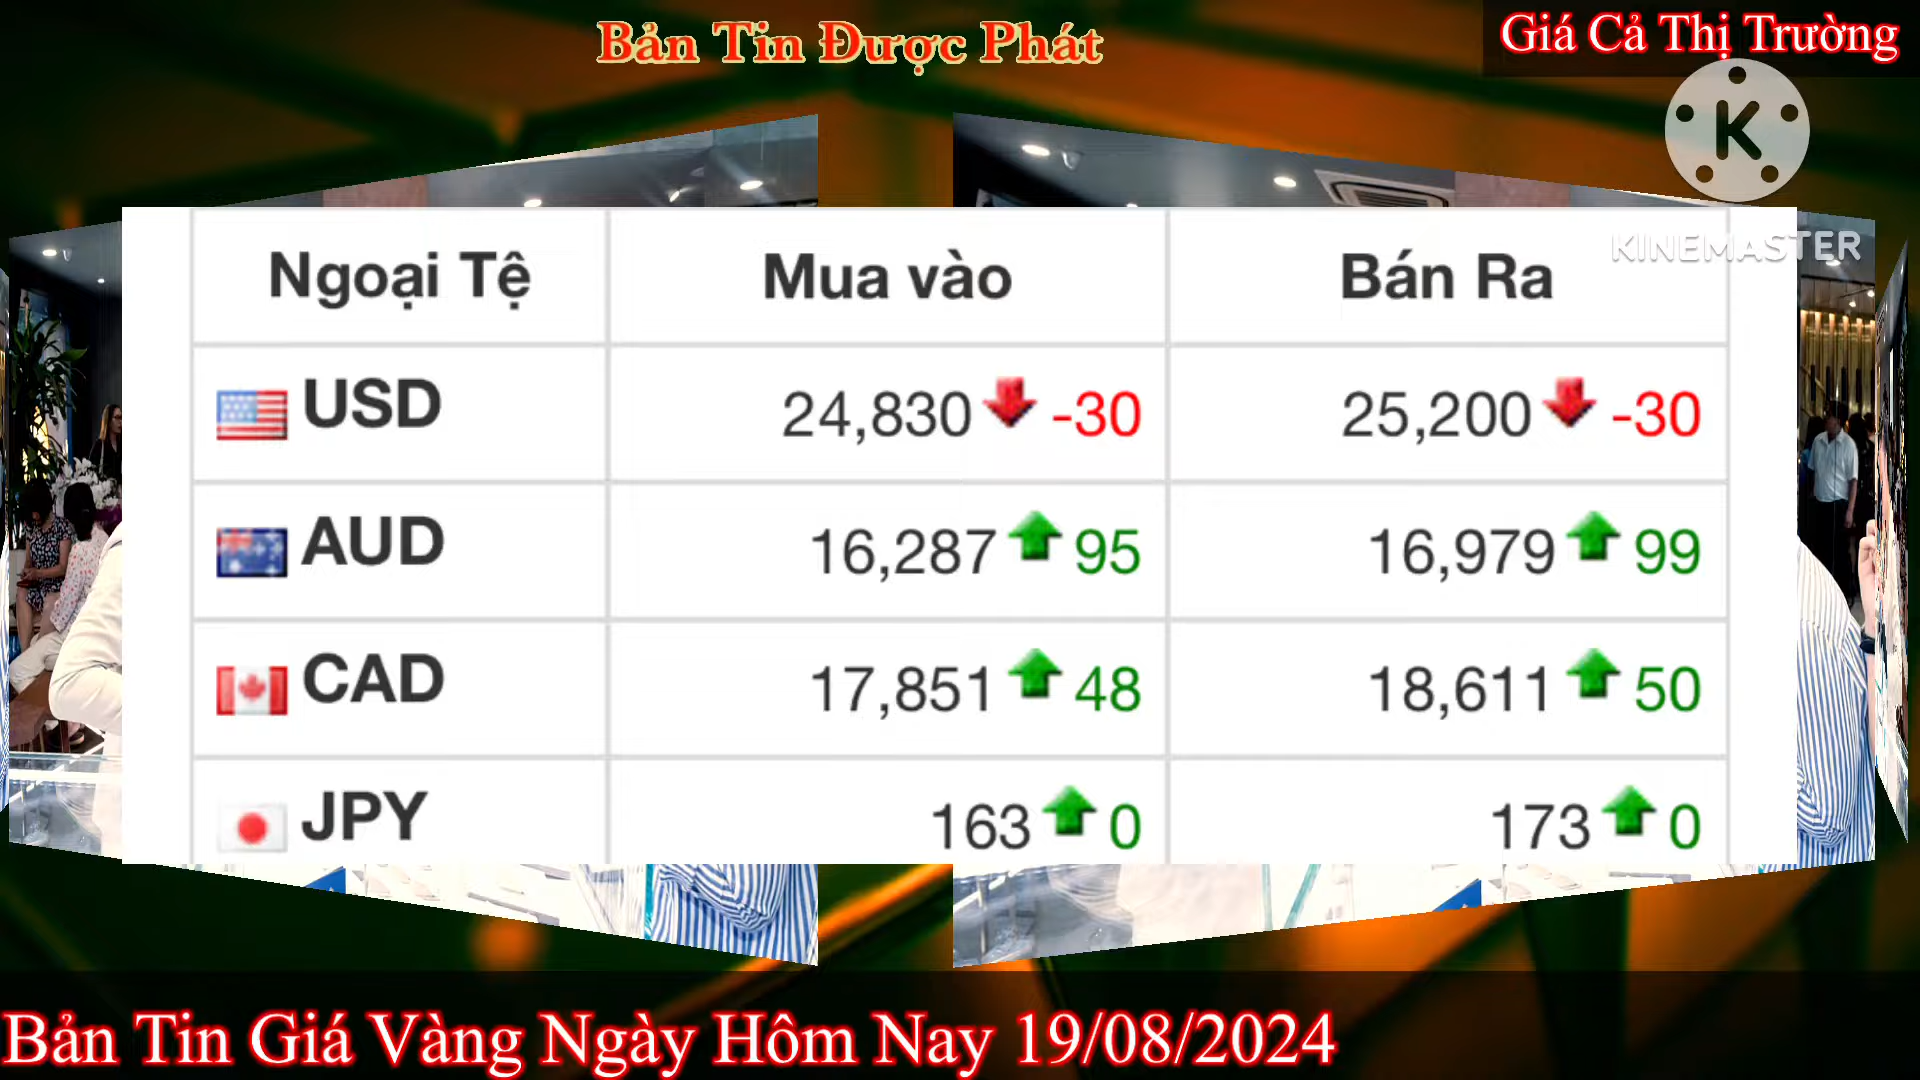 Bản Tin Được Phát
Giá Cả Thị Trường
K
KINEMASTER
Ngoại Tệ Mua vào Bán Ra
USD 24,830 -30 25,200 -30
AUD 16,287 95 16,979 99
CAD 17,851 48 18,611 50
JPY 163 0 173 0
Bản Tin Giá Vàng Ngày Hôm Nay 19/08/2024